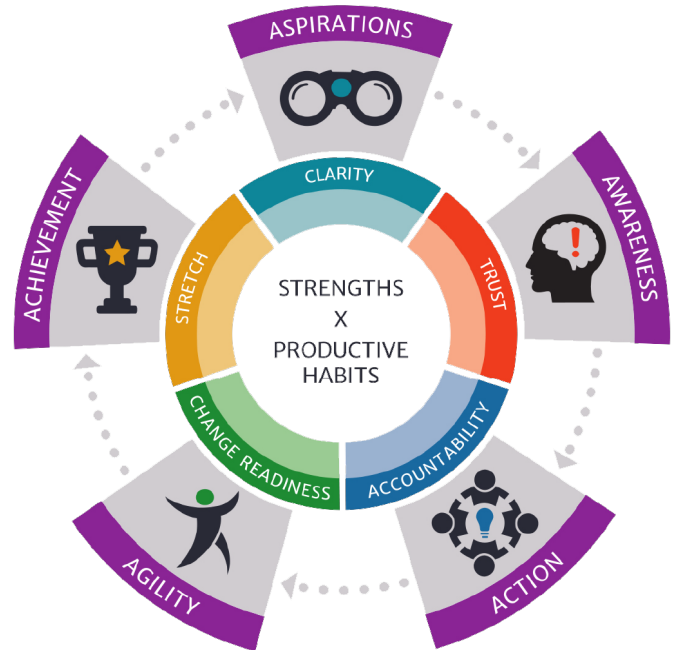 ASPIRATIONS
AWARENESS
ACTION
AGILITY
ACHIEVEMENT
CLARITY
TRUST
ACCOUNTABILITY
CHANGE READINESS
STRETCH
STRENGTHS
X
PRODUCTIVE
HABITS